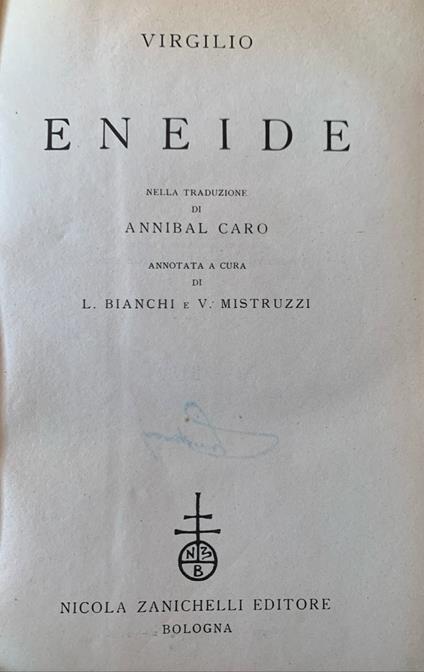 VIRGILIO
ENEIDE
NELLA TRADUZIONE
DI
ANNIBAL CARO
ANNOTATA A CURA
DI
L. BIANCHI E V. MISTRUZZI
N Z
B
NICOLA ZANICHELLI EDITORE
BOLOGNA